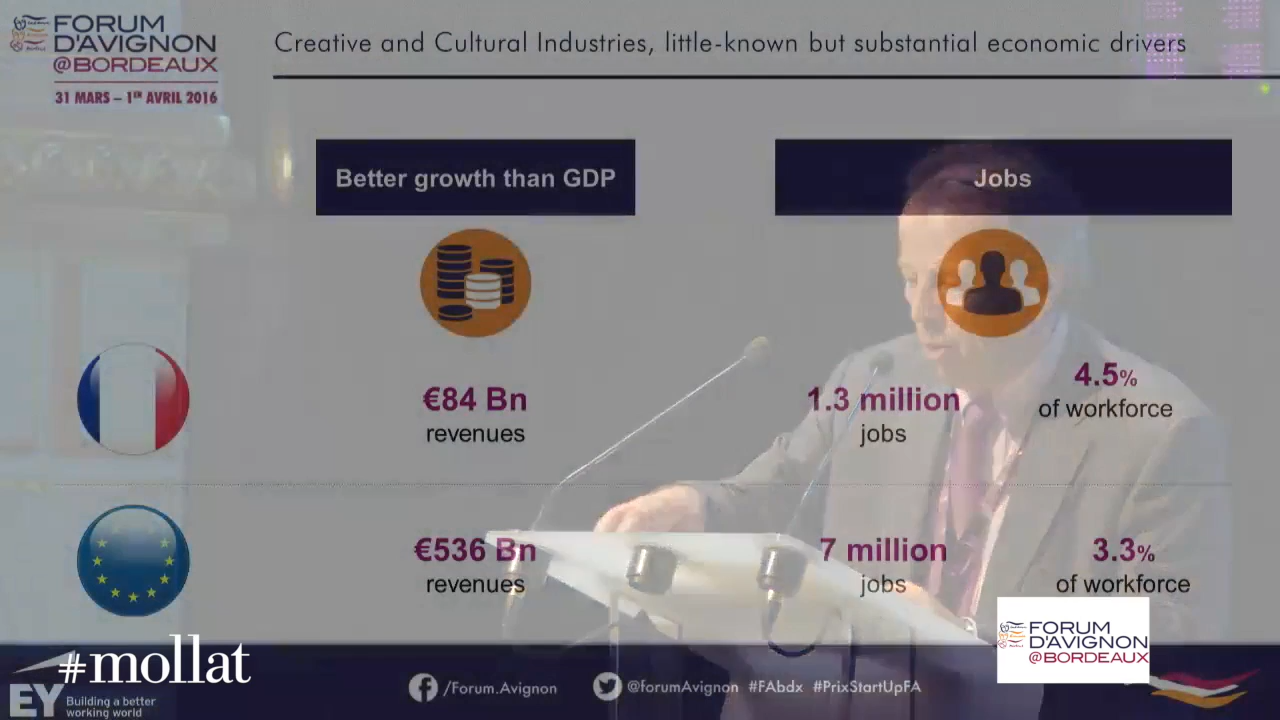 FORUM
D'AVIGNON
@BORDEAUX
31 MARS – 1ER AVRIL 2016
Creative and Cultural Industries, little-known but substantial economic drivers
Better growth than GDP
Jobs
€84 Bn
revenues
1.3 million
jobs
4.5%
of workforce
€536 Bn
revenues
7 million
jobs
3.3%
of workforce
FORUM
D'AVIGNON
@BORDEAUX
#mollat
EY
Building a better
working world
/Forum.Avignon
@forumAvignon #FAbdx #PrixStartUpFA